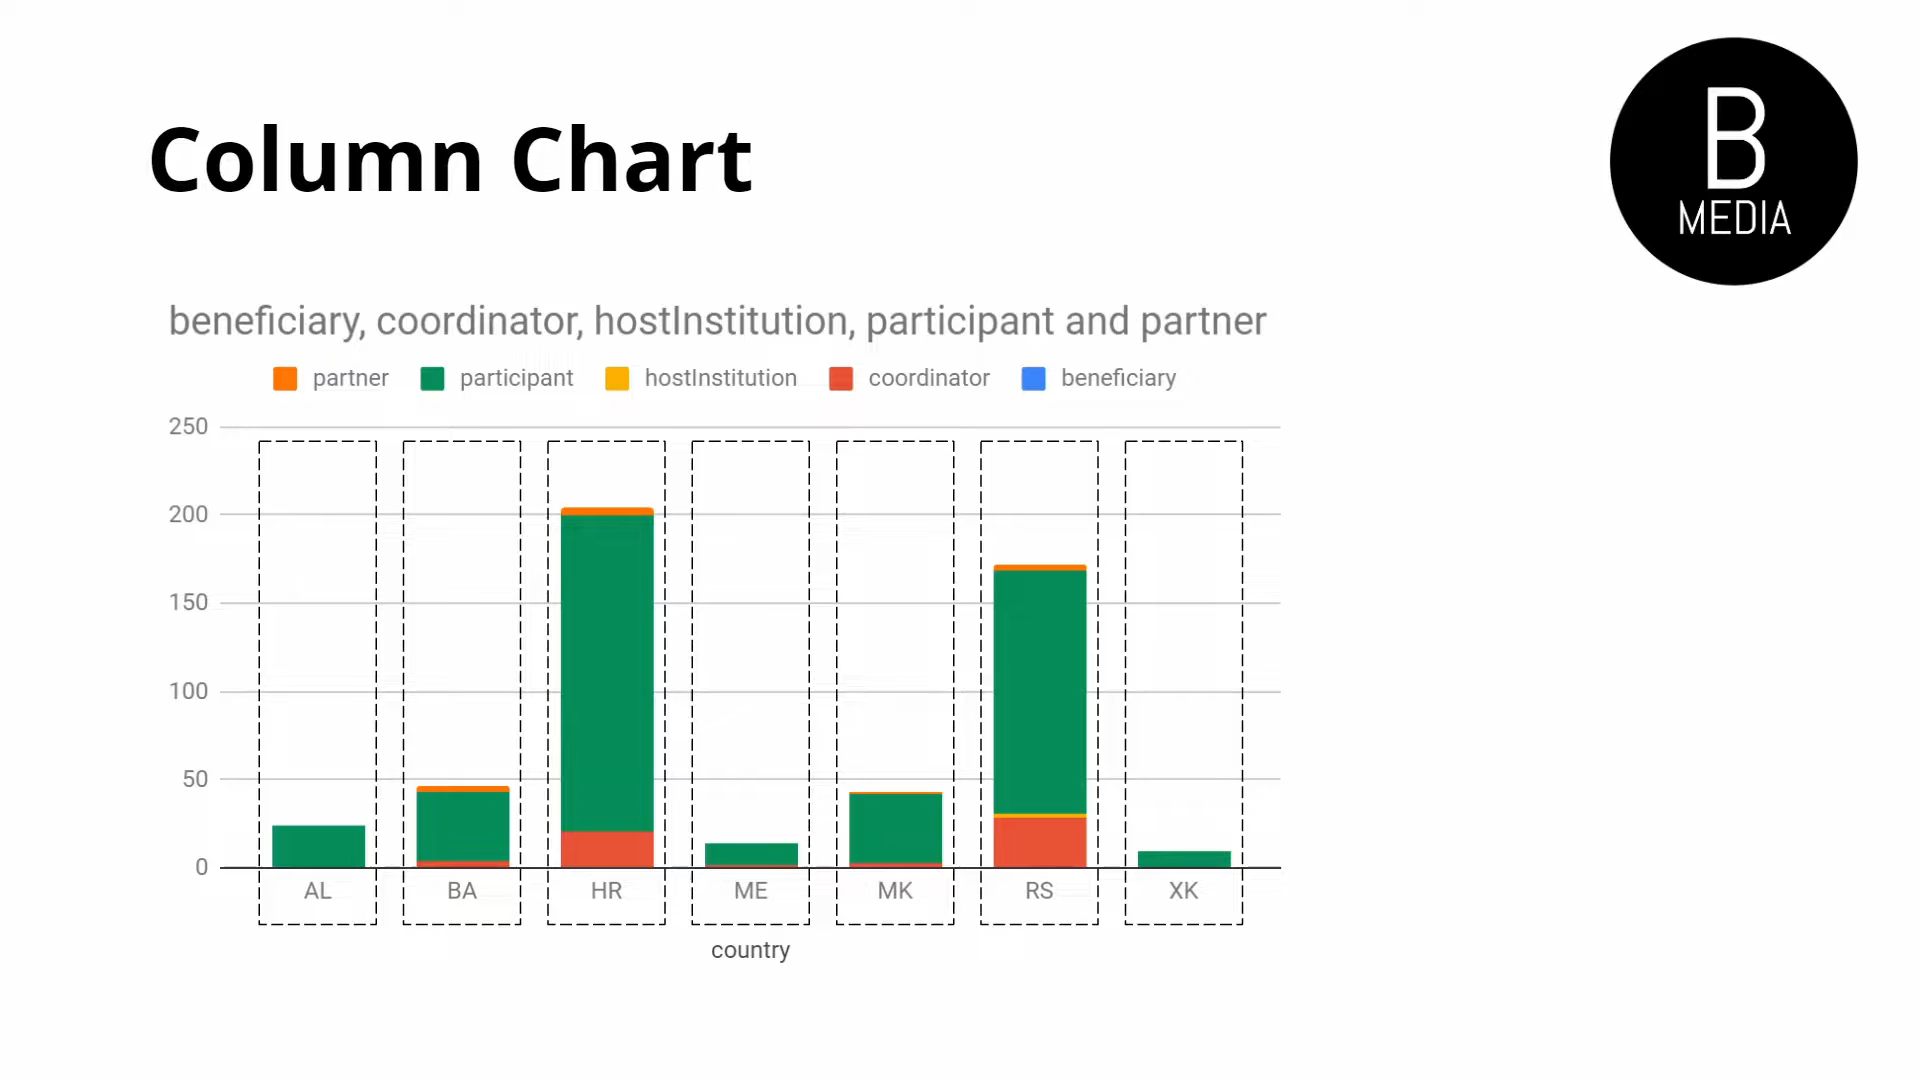 Column Chart
B
MEDIA
beneficiary, coordinator, hostInstitution, participant and partner
partner participant hostInstitution coordinator beneficiary
250
200
150
100
50
0
AL BA HR ME MK RS XK
country